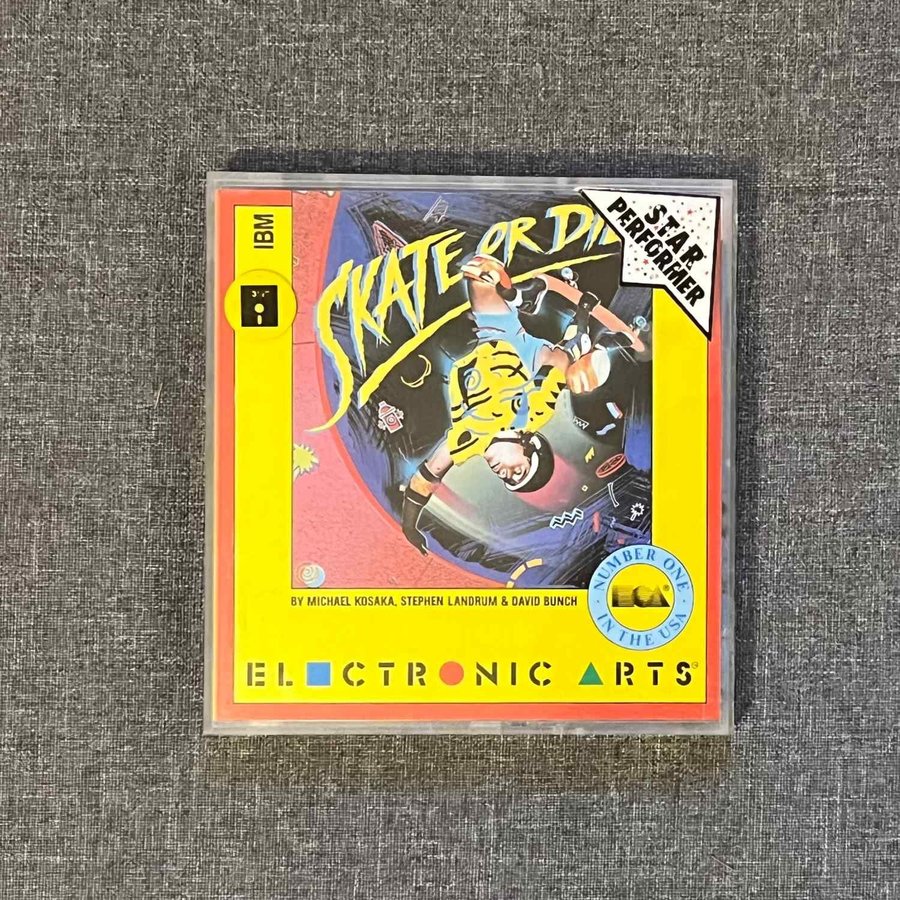 IBM
3½"
SKATE OR DIE
STAR
PERFORMER
NUMBER ONE
ECA®
IN THE USA
BY MICHAEL KOSAKA, STEPHEN LANDRUM & DAVID BUNCH
ELECTRONIC ARTS®